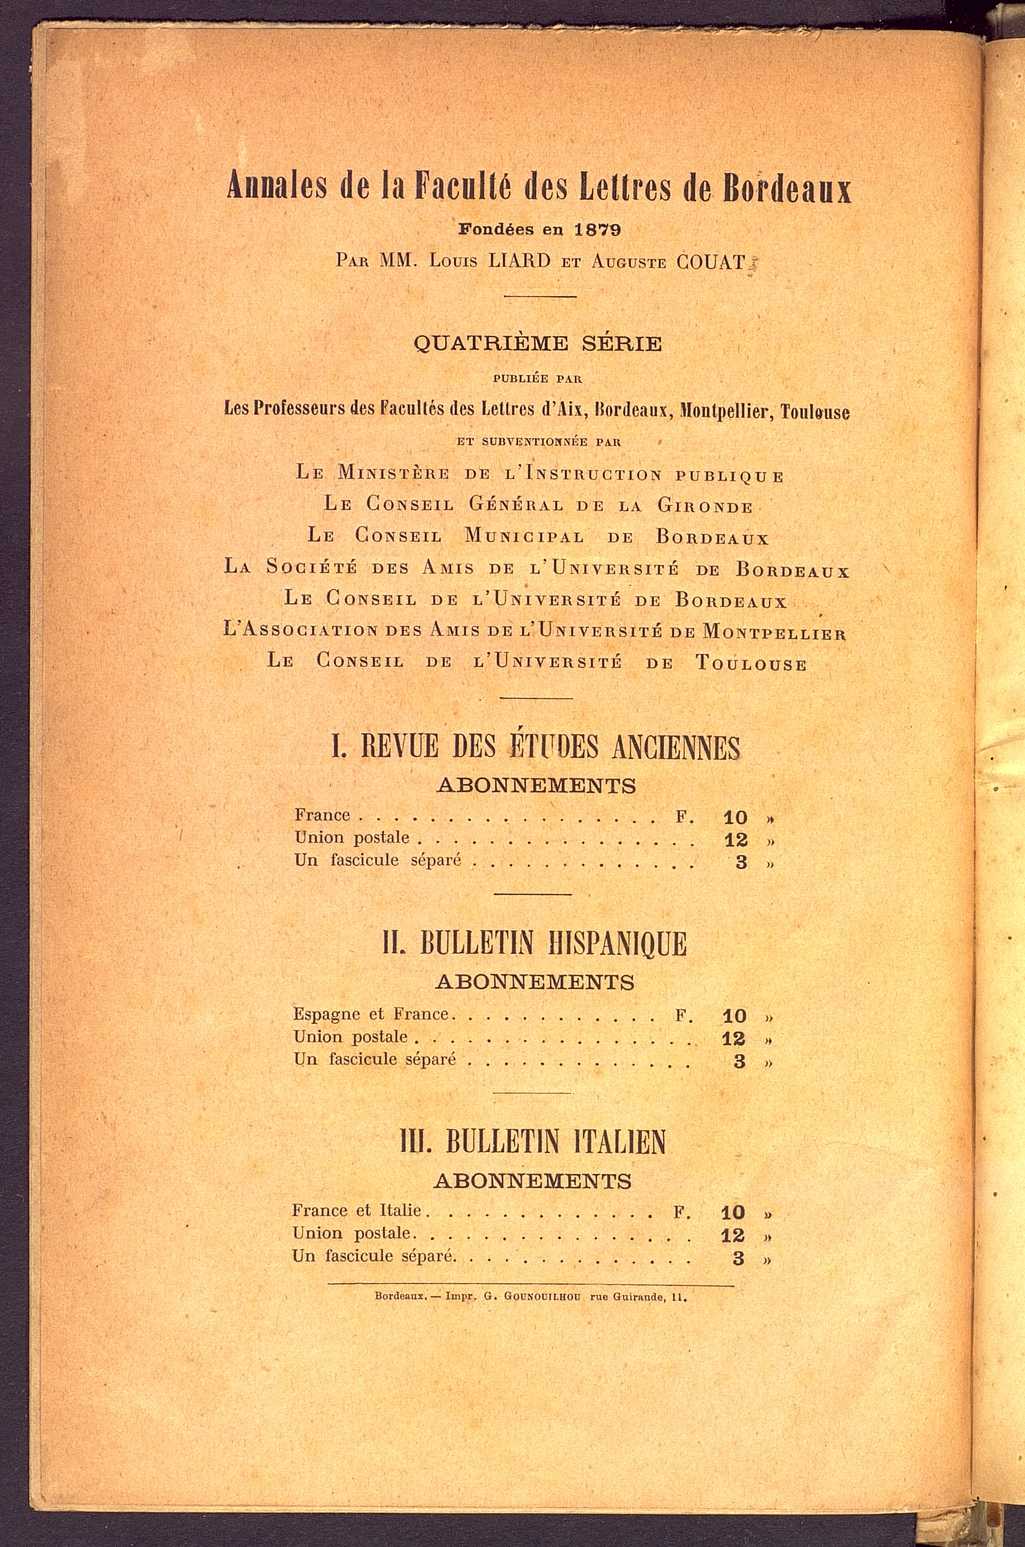 Annales de la Faculté des Lettres de Bordeaux
Fondées en 1879
Par MM. Louis LIARD et Auguste COUAT
QUATRIÈME SÉRIE
PUBLIÉE PAR
Les Professeurs des Facultés des Lettres d'Aix, Bordeaux, Montpellier, Toulouse
ET SUBVENTIONNÉE PAR
Le Ministère de l'Instruction publique
Le Conseil Général de la Gironde
Le Conseil Municipal de Bordeaux
La Société des Amis de l'Université de Bordeaux
Le Conseil de l'Université de Bordeaux
L'Association des Amis de l'Université de Montpellier
Le Conseil de l'Université de Toulouse
I. REVUE DES ÉTUDES ANCIENNES
ABONNEMENTS
France . . . . . . . . . . . . . . . . . F. 10 »
Union postale . . . . . . . . . . . . . . . . 12 »
Un fascicule séparé . . . . . . . . . . . . . 3 »
II. BULLETIN HISPANIQUE
ABONNEMENTS
Espagne et France. . . . . . . . . . . . F. 10 »
Union postale . . . . . . . . . . . . . . . . 12 »
Un fascicule séparé . . . . . . . . . . . . . 3 »
III. BULLETIN ITALIEN
ABONNEMENTS
France et Italie . . . . . . . . . . . . . F. 10 »
Union postale. . . . . . . . . . . . . . . . 12 »
Un fascicule séparé. . . . . . . . . . . . . 3 »
Bordeaux. — Impr. G. Gounouilhou rue Guiraude, 11.